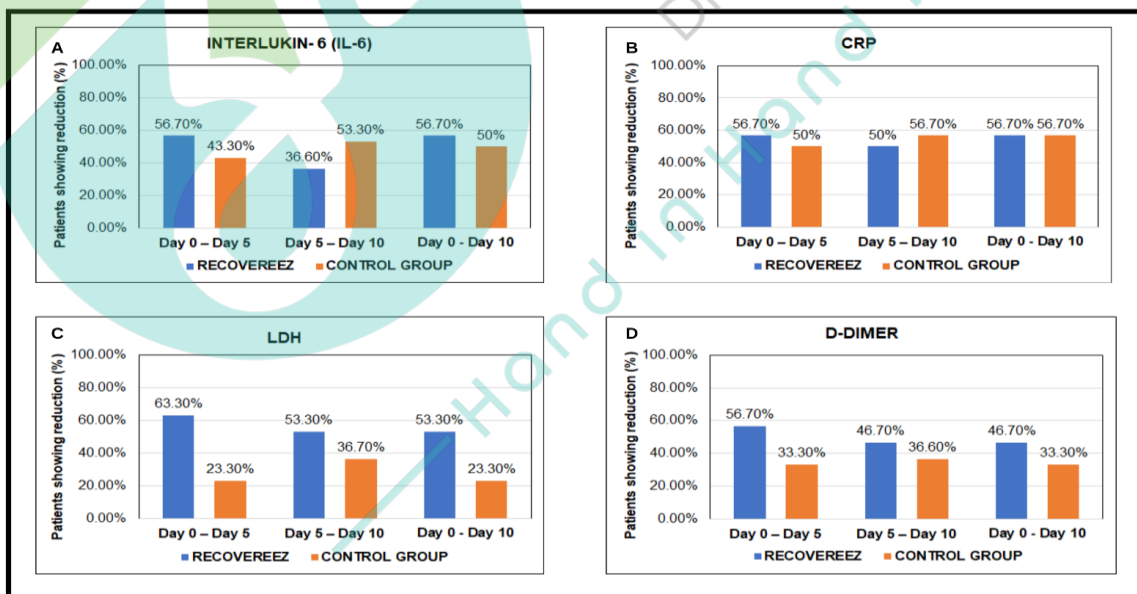 A
INTERLUKIN- 6 (IL-6)
Patients showing reduction (%)
100.00%
80.00%
60.00%
40.00%
20.00%
0.00%
56.70%
43.30%
36.60%
53.30%
56.70%
50%
Day 0 – Day 5
Day 5 – Day 10
Day 0 - Day 10
RECOVEREEZ
CONTROL GROUP
B
CRP
Patients showing reduction (%)
100.00%
80.00%
60.00%
40.00%
20.00%
0.00%
56.70%
50%
50%
56.70%
56.70%
56.70%
Day 0 – Day 5
Day 5 – Day 10
Day 0 - Day 10
RECOVEREEZ
CONTROL GROUP
C
LDH
Patients showing reduction (%)
100.00%
80.00%
60.00%
40.00%
20.00%
0.00%
63.30%
23.30%
53.30%
36.70%
53.30%
23.30%
Day 0 – Day 5
Day 5 – Day 10
Day 0 - Day 10
RECOVEREEZ
CONTROL GROUP
D
D-DIMER
Patients showing reduction (%)
100.00%
80.00%
60.00%
40.00%
20.00%
0.00%
56.70%
33.30%
46.70%
36.60%
46.70%
33.30%
Day 0 – Day 5
Day 5 – Day 10
Day 0 - Day 10
RECOVEREEZ
CONTROL GROUP
Hand In Hand